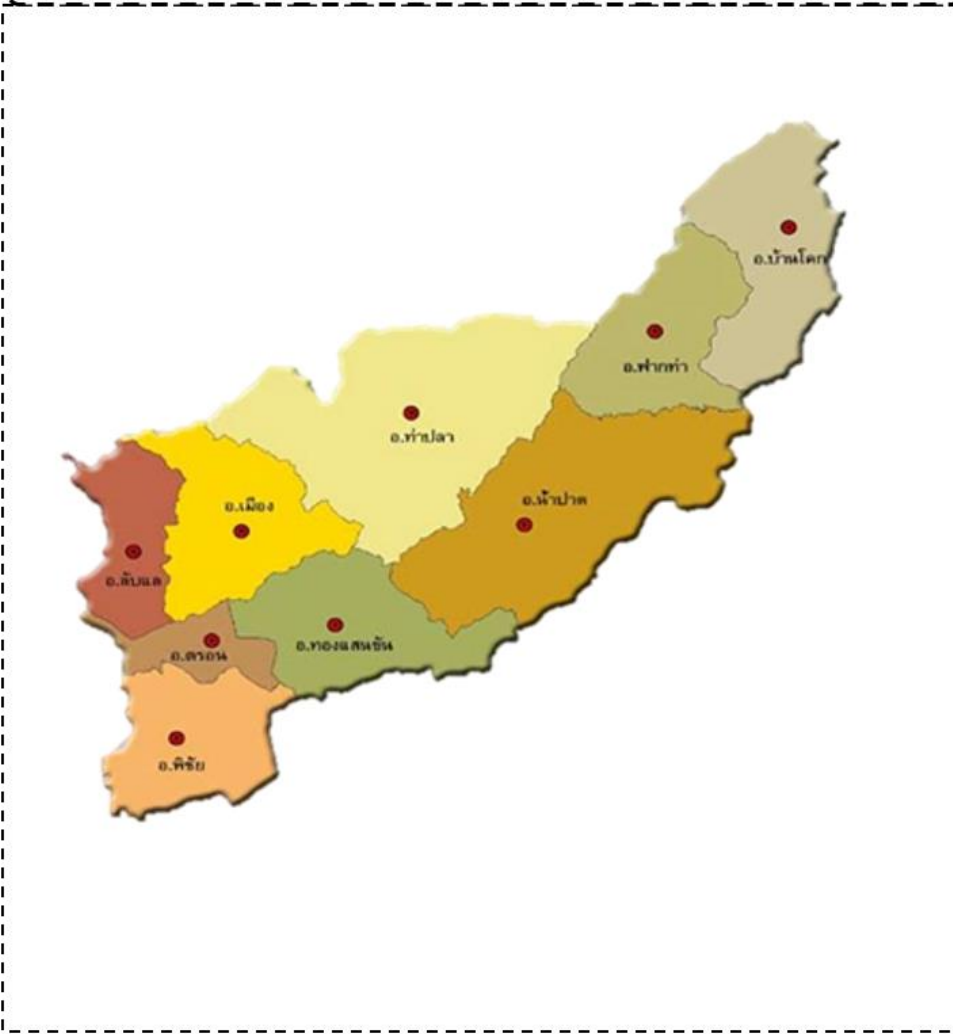 อ.บ้านโคก
อ.ฟากท่า
อ.ท่าปลา
อ.น้ำปาด
อ.เมือง
อ.ลับแล
อ.ทองแสนขัน
อ.ตรอน
อ.พิชัย